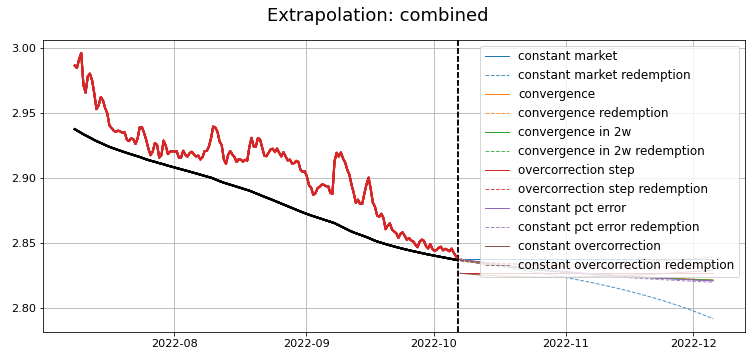 Extrapolation: combined
3.00
2.95
2.90
2.85
2.80
2022-08
2022-09
2022-10
2022-11
2022-12
constant market
constant market redemption
convergence
convergence redemption
convergence in 2w
convergence in 2w redemption
overcorrection step
overcorrection step redemption
constant pct error
constant pct error redemption
constant overcorrection
constant overcorrection redemption